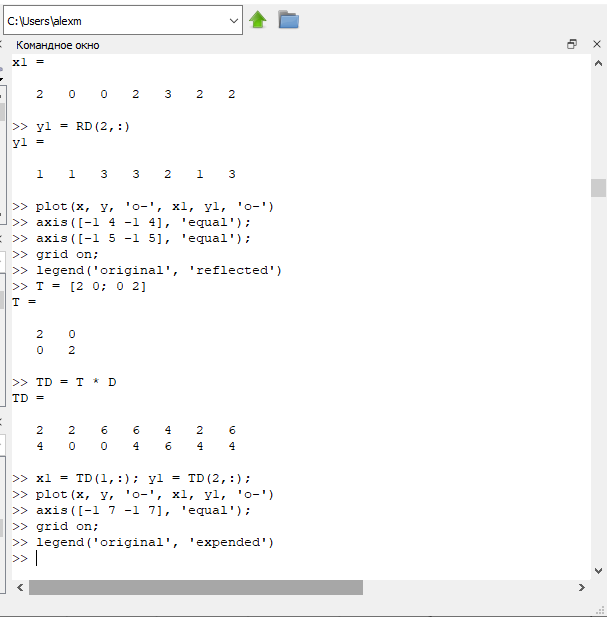 C:\Users\alexm
Командное окно
x1 =
2 0 0 2 3 2 2
>> y1 = RD(2,:)
y1 =
1 1 3 3 2 1 3
>> plot(x, y, 'o-', x1, y1, 'o-')
>> axis([-1 4 -1 4], 'equal');
>> axis([-1 5 -1 5], 'equal');
>> grid on;
>> legend('original', 'reflected')
>> T = [2 0; 0 2]
T =
2 0
0 2
>> TD = T * D
TD =
2 2 6 6 4 2 6
4 0 0 4 6 4 4
>> x1 = TD(1,:); y1 = TD(2,:);
>> plot(x, y, 'o-', x1, y1, 'o-')
>> axis([-1 7 -1 7], 'equal');
>> grid on;
>> legend('original', 'expended')
>>